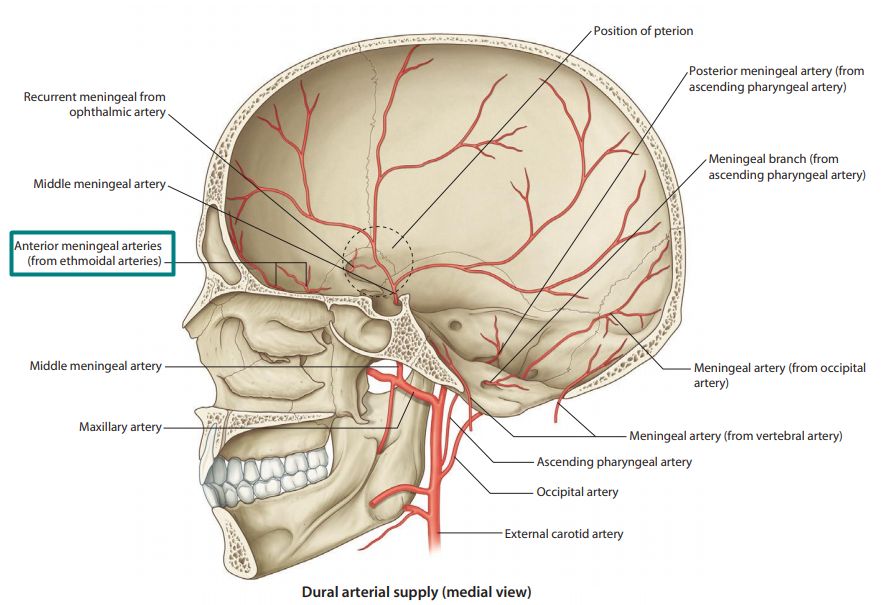 Position of pterion
Posterior meningeal artery (from
ascending pharyngeal artery)
Recurrent meningeal from
ophthalmic artery
Meningeal branch (from
ascending pharyngeal artery)
Middle meningeal artery
Anterior meningeal arteries
(from ethmoidal arteries)
Middle meningeal artery
Meningeal artery (from occipital
artery)
Maxillary artery
Meningeal artery (from vertebral artery)
Ascending pharyngeal artery
Occipital artery
External carotid artery
Dural arterial supply (medial view)